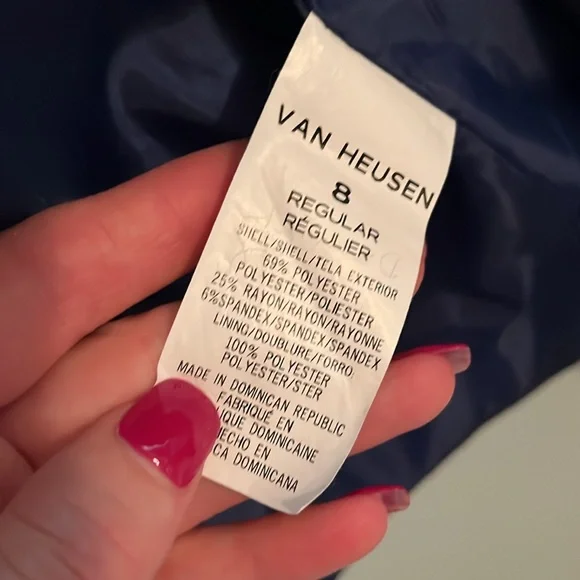 VAN HEUSEN
8
REGULAR
RÉGULIER
SHELL/SHELL/TELA EXTERIOR
69% POLYESTER
POLYESTER/POLIESTER
25% RAYON/RAYON/RAYONNE
6%SPANDEX/SPANDEX/SPANDEX
LINING/DOUBLURE/FORRO
100% POLYESTER
POLYESTER/STER
MADE IN DOMINICAN REPUBLIC
FABRIQUÉ EN
QUE DOMINICAINE
ECHO EN
CA DOMINICANA